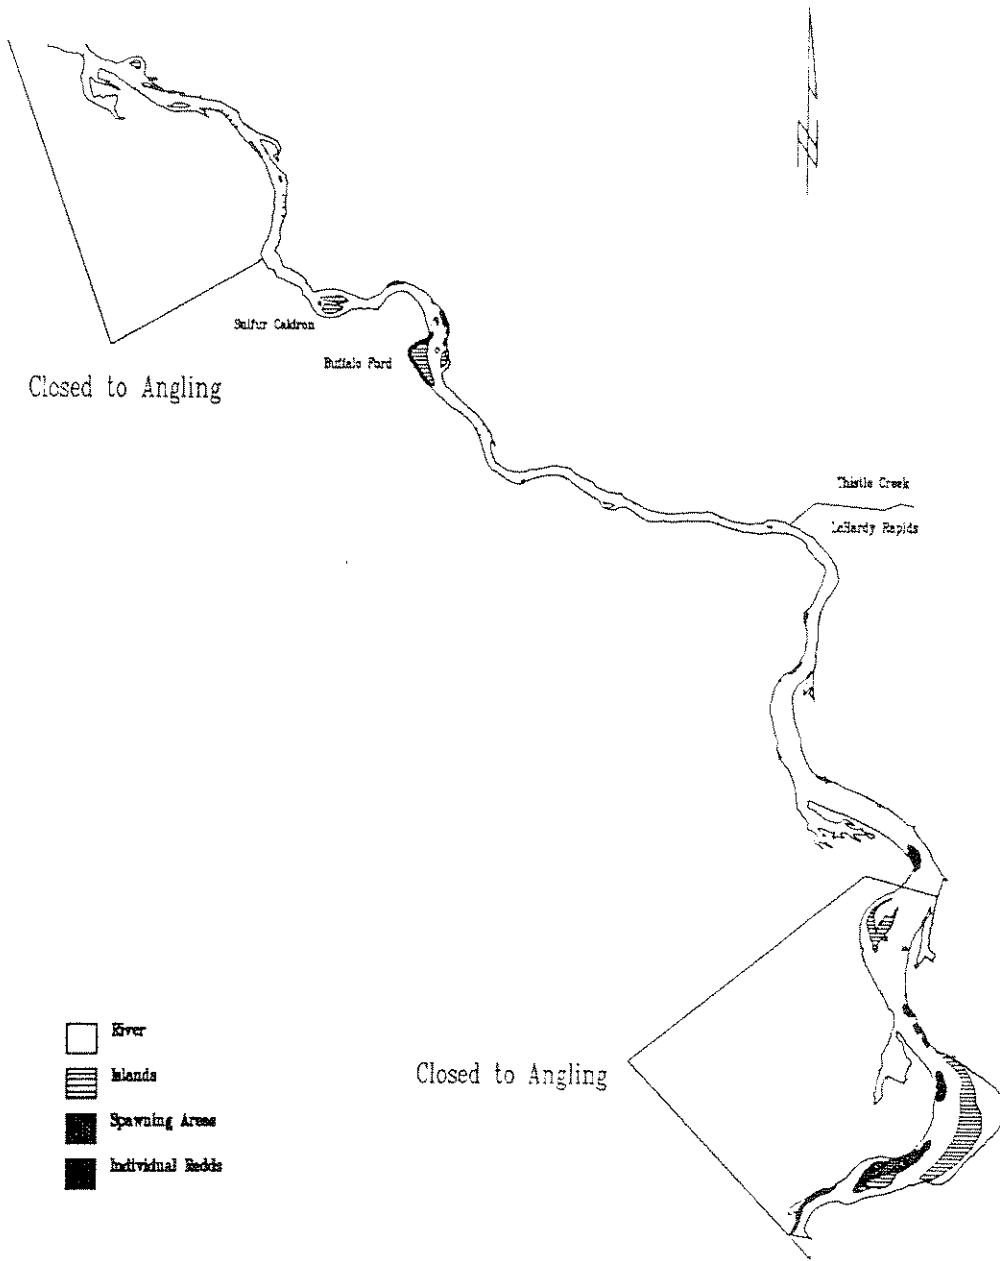 N
Sulfur Caldron
Buffalo Ford
Closed to Angling
Thistle Creek
LeHardy Rapids
Closed to Angling
River
Islands
Spawning Areas
Individual Redds